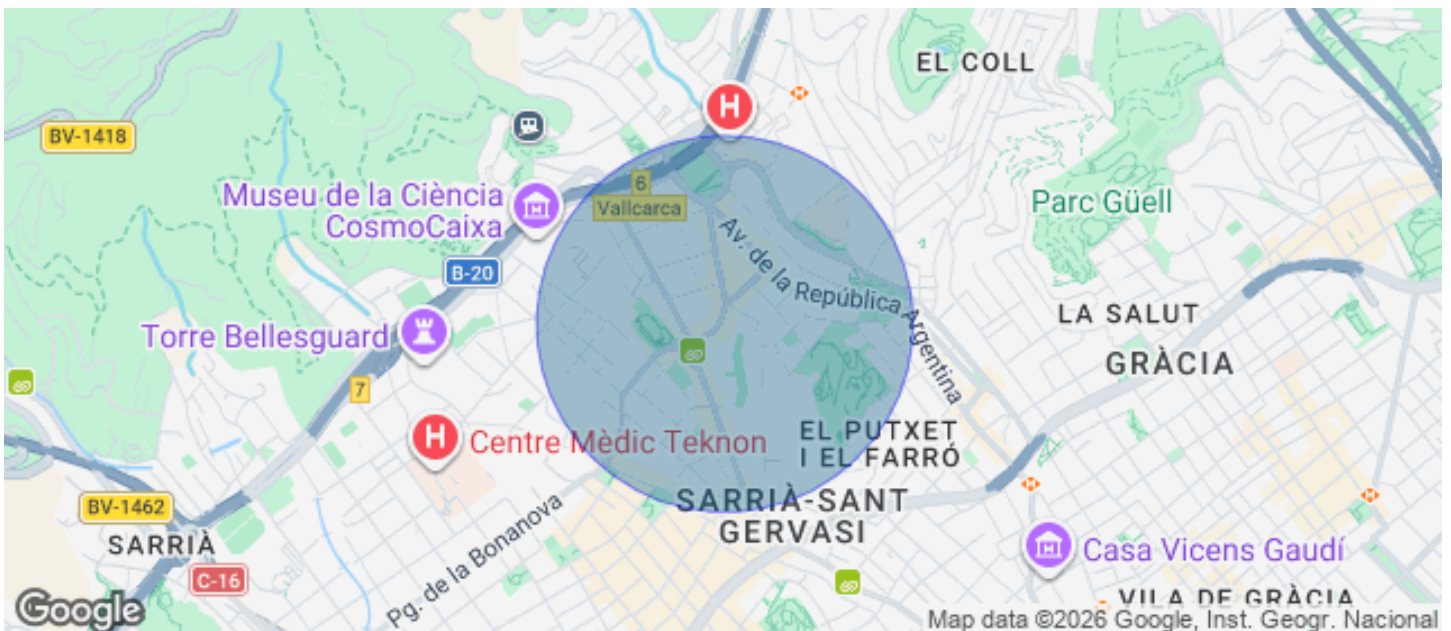 EL COLL
H
BV-1418
Museu de la Ciència
CosmoCaixa
6
Vallcarca
Parc Güell
Av. de la República Argentina
B-20
LA SALUT
Torre Bellesguard
GRÀCIA
7
H
Centre Mèdic Teknon
EL PUTXET
I EL FARRÓ
BV-1462
SARRIÀ-SANT
GERVASI
SARRIÀ
Pg. de la Bonanova
Casa Vicens Gaudí
C-16
VILA DE GRÀCIA
Google
Map data ©2026 Google, Inst. Geogr. Nacional